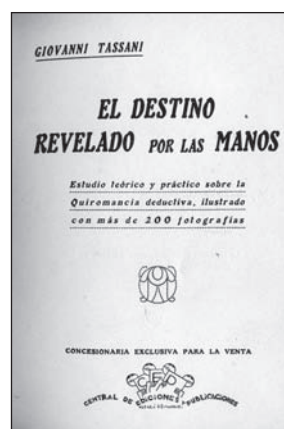 GIOVANNI TASSANI
EL DESTINO
REVELADO POR LAS MANOS
Estudio teórico y práctico sobre la
Quiromancia deductiva, ilustrado
con más de 200 fotografías
CONCESIONARIA EXCLUSIVA PARA LA VENTA
CEP
CENTRAL DE EDICIONES Y PUBLICACIONES